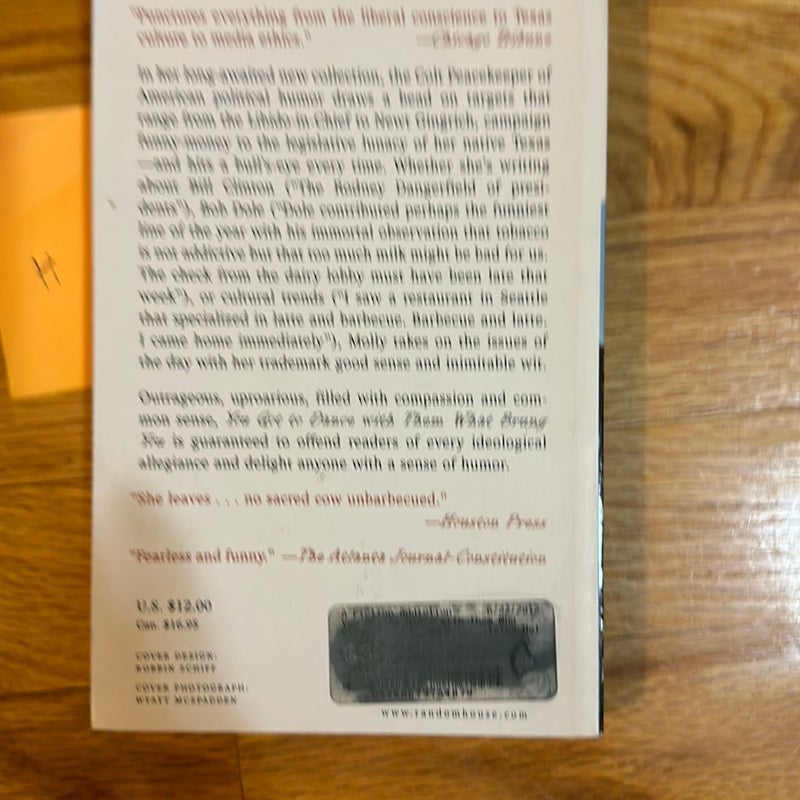 "Punctures everything from the liberal conscience to Texas
culture to media ethics." —Chicago Tribune
In her long-awaited new collection, the Colt Peacekeeper of
American political humor draws a bead on targets that
range from the Libido-in-Chief to Newt Gingrich, campaign
funny-money to the legislative lunacy of her native Texas
—and hits a bull's-eye every time. Whether she's writing
about Bill Clinton ("The Rodney Dangerfield of presi-
dents"), Bob Dole ("Dole contributed perhaps the funniest
line of the year with his immortal observation that tobacco
is not addictive but that too much milk might be bad for us.
The check from the dairy lobby must have been late that
week"), or cultural trends ("I saw a restaurant in Seattle
that specialized in latte and barbecue. Barbecue and latte.
I came home immediately"), Molly takes on the issues of
the day with her trademark good sense and inimitable wit.
Outrageous, uproarious, filled with compassion and com-
mon sense, You Got to Dance with Them What Brung
You is guaranteed to offend readers of every ideological
allegiance and delight anyone with a sense of humor.
"She leaves . . . no sacred cow unbarbecued."
—Houston Press
"Fearless and funny." —The Atlanta Journal-Constitution
U.S. $12.00
Can. $16.95
COVER DESIGN:
ROBBIN SCHIFF
COVER PHOTOGRAPH:
WYATT MCSPADDEN
www.randomhouse.com
H